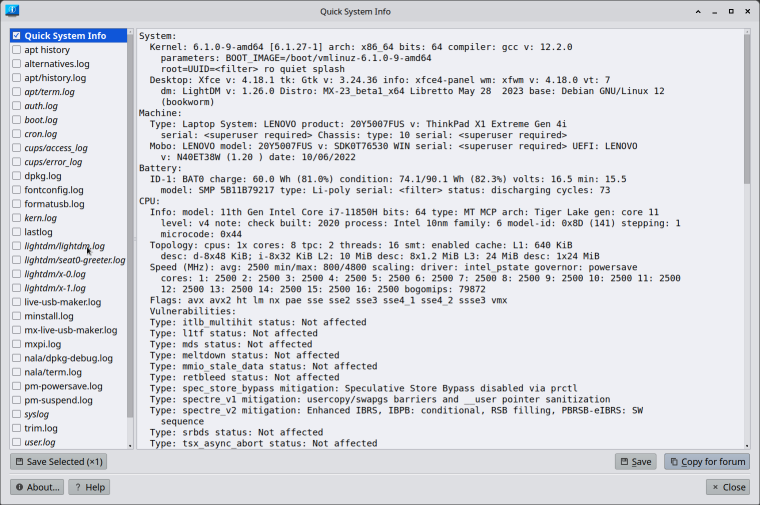 Quick System Info
Quick System Info
apt history
alternatives.log
apt/history.log
apt/term.log
auth.log
boot.log
cron.log
cups/access_log
cups/error_log
dpkg.log
fontconfig.log
formatusb.log
kern.log
lastlog
lightdm/lightdm.log
lightdm/seat0-greeter.log
lightdm/x-0.log
lightdm/x-1.log
live-usb-maker.log
minstall.log
mx-live-usb-maker.log
mxpi.log
nala/dpkg-debug.log
nala/term.log
pm-powersave.log
pm-suspend.log
syslog
trim.log
user.log
System:
Kernel: 6.1.0-9-amd64 [6.1.27-1] arch: x86_64 bits: 64 compiler: gcc v: 12.2.0
parameters: BOOT_IMAGE=/boot/vmlinuz-6.1.0-9-amd64
root=UUID=<filter> ro quiet splash
Desktop: Xfce v: 4.18.1 tk: Gtk v: 3.24.36 info: xfce4-panel wm: xfwm v: 4.18.0 vt: 7
dm: LightDM v: 1.26.0 Distro: MX-23_beta1_x64 Libretto May 28  2023 base: Debian GNU/Linux 12
(bookworm)
Machine:
Type: Laptop System: LENOVO product: 20Y5007FUS v: ThinkPad X1 Extreme Gen 4i
serial: <superuser required> Chassis: type: 10 serial: <superuser required>
Mobo: LENOVO model: 20Y5007FUS v: SDK0T76530 WIN serial: <superuser required> UEFI: LENOVO
v: N40ET38W (1.20 ) date: 10/06/2022
Battery:
ID-1: BAT0 charge: 60.0 Wh (81.0%) condition: 74.1/90.1 Wh (82.3%) volts: 16.5 min: 15.5
model: SMP 5B11B79217 type: Li-poly serial: <filter> status: discharging cycles: 73
CPU:
Info: model: 11th Gen Intel Core i7-11850H bits: 64 type: MT MCP arch: Tiger Lake gen: core 11
level: v4 note: check built: 2020 process: Intel 10nm family: 6 model-id: 0x8D (141) stepping: 1
microcode: 0x44
Topology: cpus: 1x cores: 8 tpc: 2 threads: 16 smt: enabled cache: L1: 640 KiB
desc: d-8x48 KiB; i-8x32 KiB L2: 10 MiB desc: 8x1.2 MiB L3: 24 MiB desc: 1x24 MiB
Speed (MHz): avg: 2500 min/max: 800/4800 scaling: driver: intel_pstate governor: powersave
cores: 1: 2500 2: 2500 3: 2500 4: 2500 5: 2500 6: 2500 7: 2500 8: 2500 9: 2500 10: 2500 11: 2500
12: 2500 13: 2500 14: 2500 15: 2500 16: 2500 bogomips: 79872
Flags: avx avx2 ht lm nx pae sse sse2 sse3 sse4_1 sse4_2 ssse3 vmx
Vulnerabilities:
Type: itlb_multihit status: Not affected
Type: l1tf status: Not affected
Type: mds status: Not affected
Type: meltdown status: Not affected
Type: mmio_stale_data status: Not affected
Type: retbleed status: Not affected
Type: spec_store_bypass mitigation: Speculative Store Bypass disabled via prctl
Type: spectre_v1 mitigation: usercopy/swapgs barriers and __user pointer sanitization
Type: spectre_v2 mitigation: Enhanced IBRS, IBPB: conditional, RSB filling, PBRSB-eIBRS: SW
sequence
Type: srbds status: Not affected
Type: tsx_async_abort status: Not affected
Save Selected (×1)
Save
Copy for forum
About...
? Help
Close